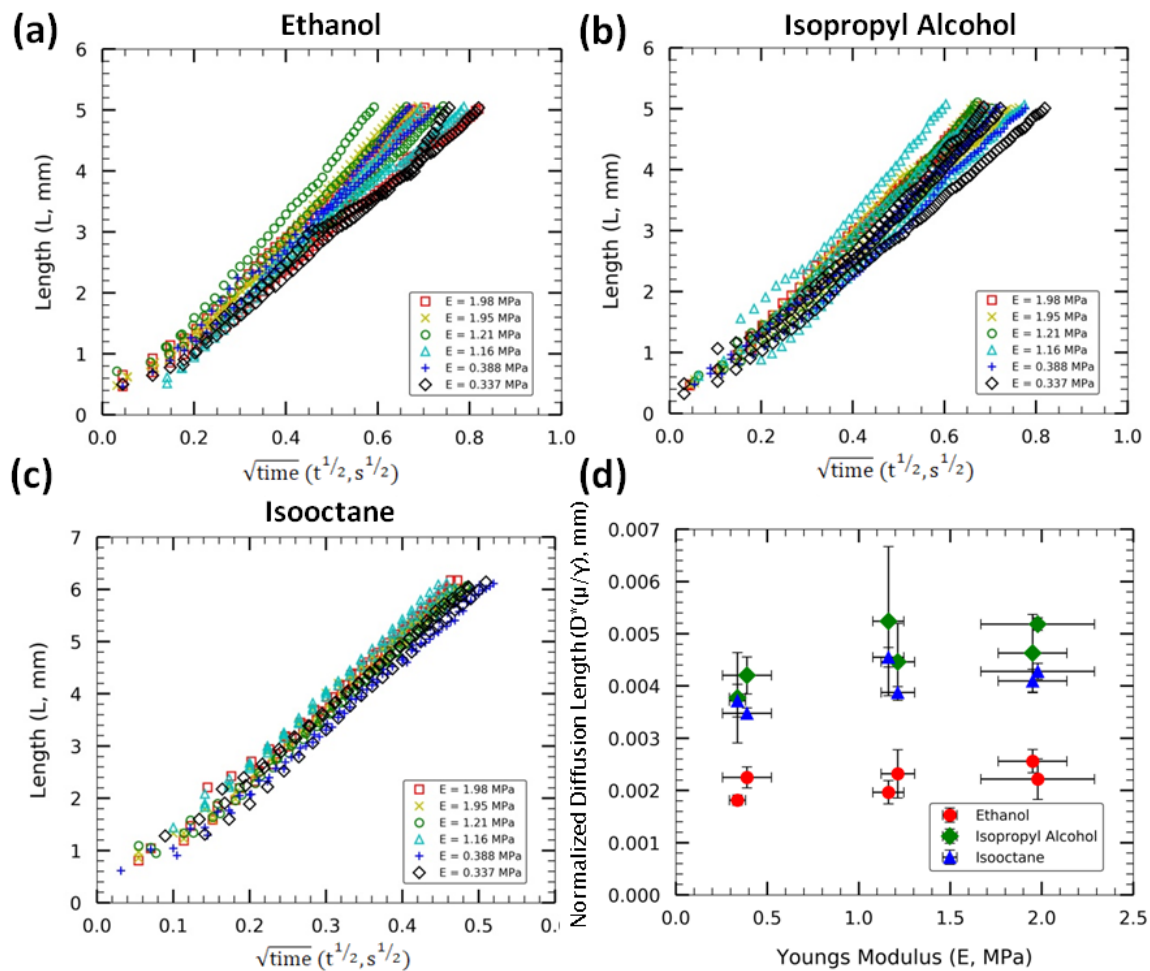 (a)
Ethanol
Length (L, mm)
6
5
4
3
2
1
0
0.0
0.2
0.4
0.6
0.8
1.0
√time (t^1/2, s^1/2)
E = 1.98 MPa
E = 1.95 MPa
E = 1.21 MPa
E = 1.16 MPa
E = 0.388 MPa
E = 0.337 MPa
(b)
Isopropyl Alcohol
Length (L, mm)
6
5
4
3
2
1
0
0.0
0.2
0.4
0.6
0.8
1.0
√time (t^1/2, s^1/2)
E = 1.98 MPa
E = 1.95 MPa
E = 1.21 MPa
E = 1.16 MPa
E = 0.388 MPa
E = 0.337 MPa
(c)
Isooctane
Length (L, mm)
7
6
5
4
3
2
1
0
0.0
0.1
0.2
0.3
0.4
0.5
0.
√time (t^1/2, s^1/2)
E = 1.98 MPa
E = 1.95 MPa
E = 1.21 MPa
E = 1.16 MPa
E = 0.388 MPa
E = 0.337 MPa
(d)
Normalized Diffusion Length (D*(μ/γ), mm)
0.007
0.006
0.005
0.004
0.003
0.002
0.001
0.000
0.0
0.5
1.0
1.5
2.0
2.5
Youngs Modulus (E, MPa)
Ethanol
Isopropyl Alcohol
Isooctane